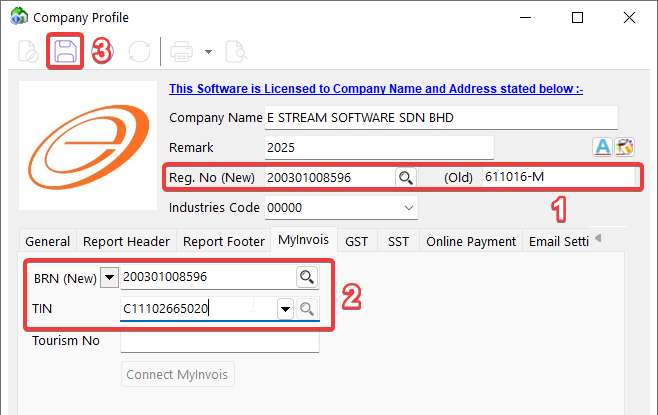 Company Profile
3
This Software is Licensed to Company Name and Address stated below :-
Company Name E STREAM SOFTWARE SDN BHD
Remark 2025
A
Reg. No (New) 200301008596 (Old) 611016-M
Industries Code 00000
1
General Report Header Report Footer MyInvois GST SST Online Payment Email Setti
BRN (New) 200301008596
2
TIN C11102665020
Tourism No
Connect MyInvois